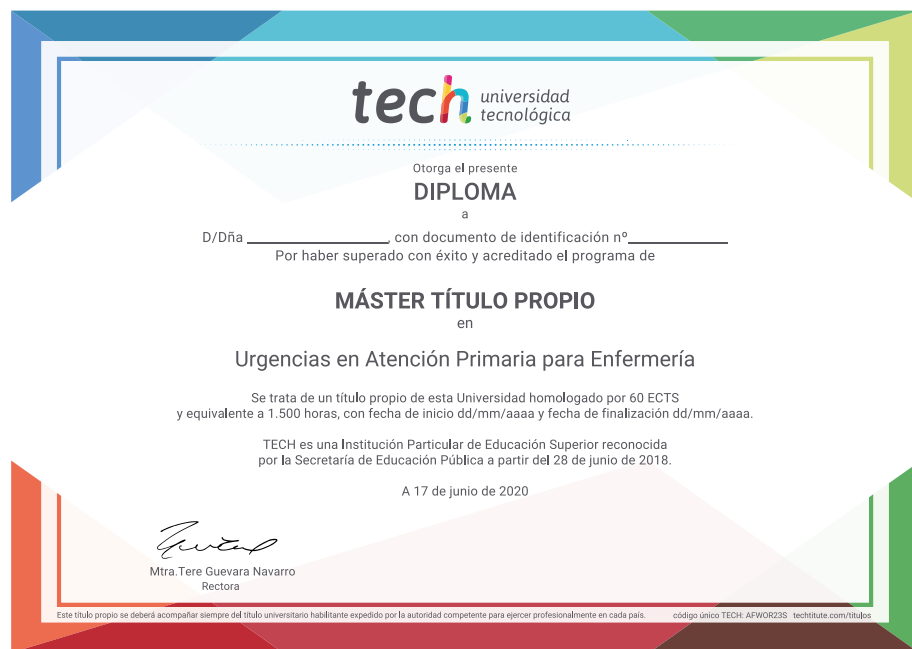 tech universidad
tecnológica
Otorga el presente
DIPLOMA
a
D/Dña ________________, con documento de identificación nº____________
Por haber superado con éxito y acreditado el programa de
MÁSTER TÍTULO PROPIO
en
Urgencias en Atención Primaria para Enfermería
Se trata de un título propio de esta Universidad homologado por 60 ECTS
y equivalente a 1.500 horas, con fecha de inicio dd/mm/aaaa y fecha de finalización dd/mm/aaaa.
TECH es una Institución Particular de Educación Superior reconocida
por la Secretaría de Educación Pública a partir del 28 de junio de 2018.
A 17 de junio de 2020
Mtra.Tere Guevara Navarro
Rectora
Este título propio se deberá acompañar siempre del título universitario habilitante expedido por la autoridad competente para ejercer profesionalmente en cada país. código único TECH: AFWOR23S techtitute.com/títulos